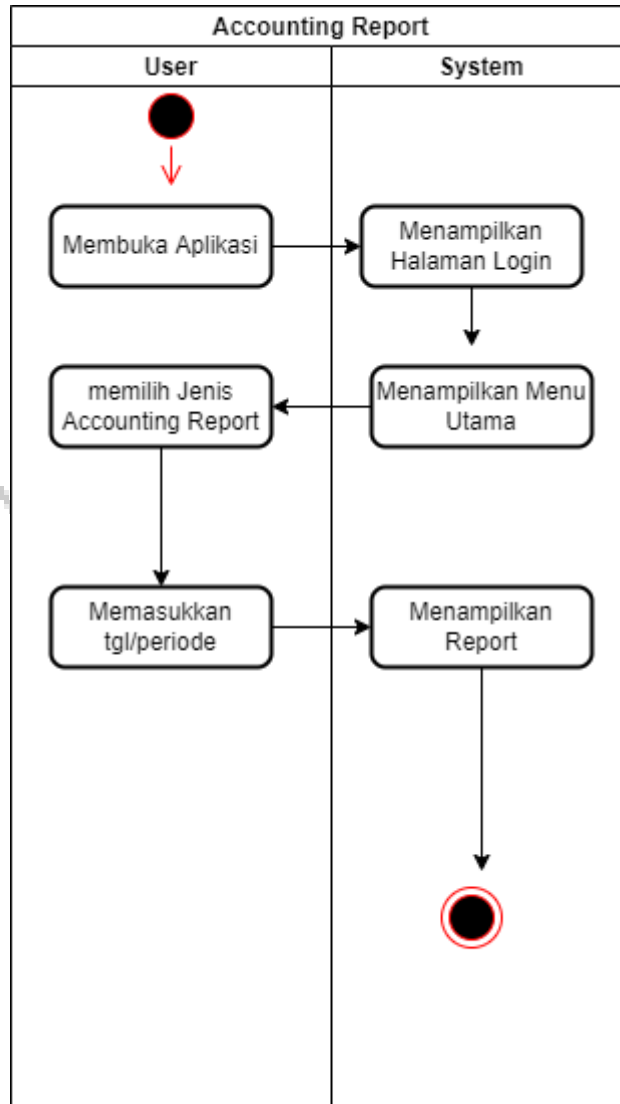 Accounting Report
User
System
Membuka Aplikasi
Menampilkan
Halaman Login
memilih Jenis
Accounting Report
Menampilkan Menu
Utama
Memasukkan
tgl/periode
Menampilkan
Report